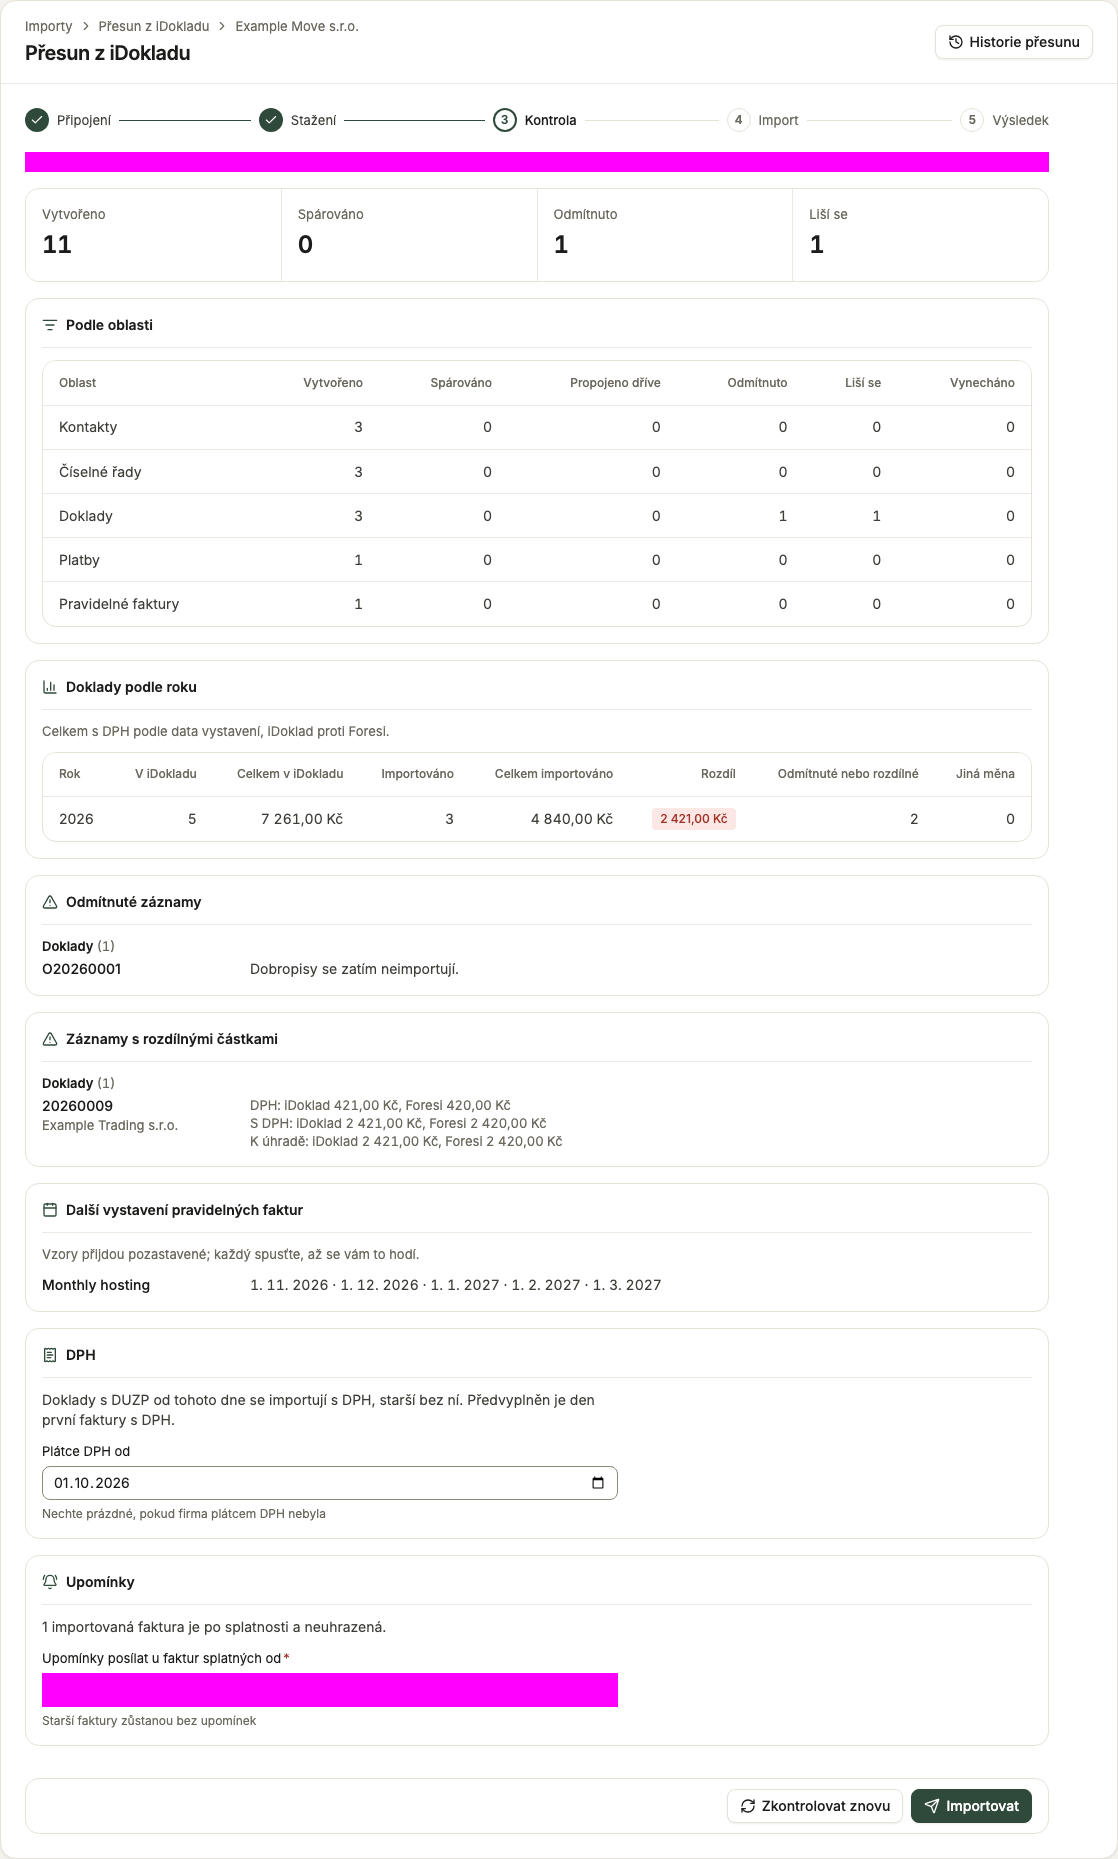 Importy > Přesun z iDokladu > Example Move s.r.o.
Přesun z iDokladu
Historie přesunu
Připojení
Stažení
3 Kontrola
4 Import
5 Výsledek
Vytvořeno
11
Spárováno
0
Odmítnuto
1
Liší se
1
Podle oblasti
Oblast Vytvořeno Spárováno Propojeno dříve Odmítnuto Liší se Vynecháno
Kontakty 3 0 0 0 0 0
Číselné řady 3 0 0 0 0 0
Doklady 3 0 0 1 1 0
Platby 1 0 0 0 0 0
Pravidelné faktury 1 0 0 0 0 0
Doklady podle roku
Celkem s DPH podle data vystavení, iDoklad proti Foresi.
Rok V iDokladu Celkem v iDokladu Importováno Celkem importováno Rozdíl Odmítnuté nebo rozdílné Jiná měna
2026 5 7 261,00 Kč 3 4 840,00 Kč 2 421,00 Kč 2 0
Odmítnuté záznamy
Doklady (1)
O20260001 Dobropisy se zatím neimportují.
Záznamy s rozdílnými částkami
Doklady (1)
20260009
Example Trading s.r.o.
DPH: iDoklad 421,00 Kč, Foresi 420,00 Kč
S DPH: iDoklad 2 421,00 Kč, Foresi 2 420,00 Kč
K úhradě: iDoklad 2 421,00 Kč, Foresi 2 420,00 Kč
Další vystavení pravidelných faktur
Vzory přijdou pozastavené; každý spusťte, až se vám to hodí.
Monthly hosting 1. 11. 2026 · 1. 12. 2026 · 1. 1. 2027 · 1. 2. 2027 · 1. 3. 2027
DPH
Doklady s DUZP od tohoto dne se importují s DPH, starší bez ní. Předvyplněn je den
první faktury s DPH.
Plátce DPH od
01.10.2026
Nechte prázdné, pokud firma plátcem DPH nebyla
Upomínky
1 importovaná faktura je po splatnosti a neuhrazená.
Upomínky posílat u faktur splatných od *
Starší faktury zůstanou bez upomínek
Zkontrolovat znovu
Importovat